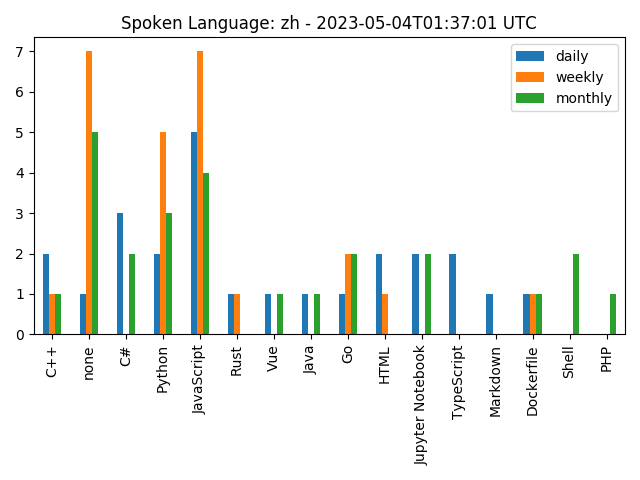 Spoken Language: zh - 2023-05-04T01:37:01 UTC
daily
weekly
monthly
7
6
5
4
3
2
1
0
C++
none
C#
Python
JavaScript
Rust
Vue
Java
Go
HTML
Jupyter Notebook
TypeScript
Markdown
Dockerfile
Shell
PHP